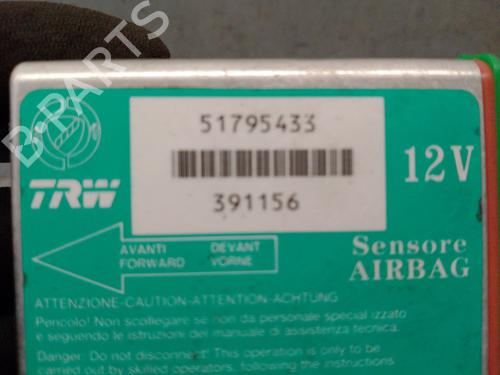 B-PARTS
51795433
391156
12V
TRW
AVANTI DEVANT
FORWARD VORNE
Sensore
AIRBAG
ATTENZIONE-CAUTION-ATTENTION-ACHTUNG
Pericolo! Non scollegare se non da personale specializzato
e seguendo le istruzioni del manuale di assistenza tecnica.
Danger: Do not disconnect! This operation is only to be
carried out by skilled operators, following the instructions